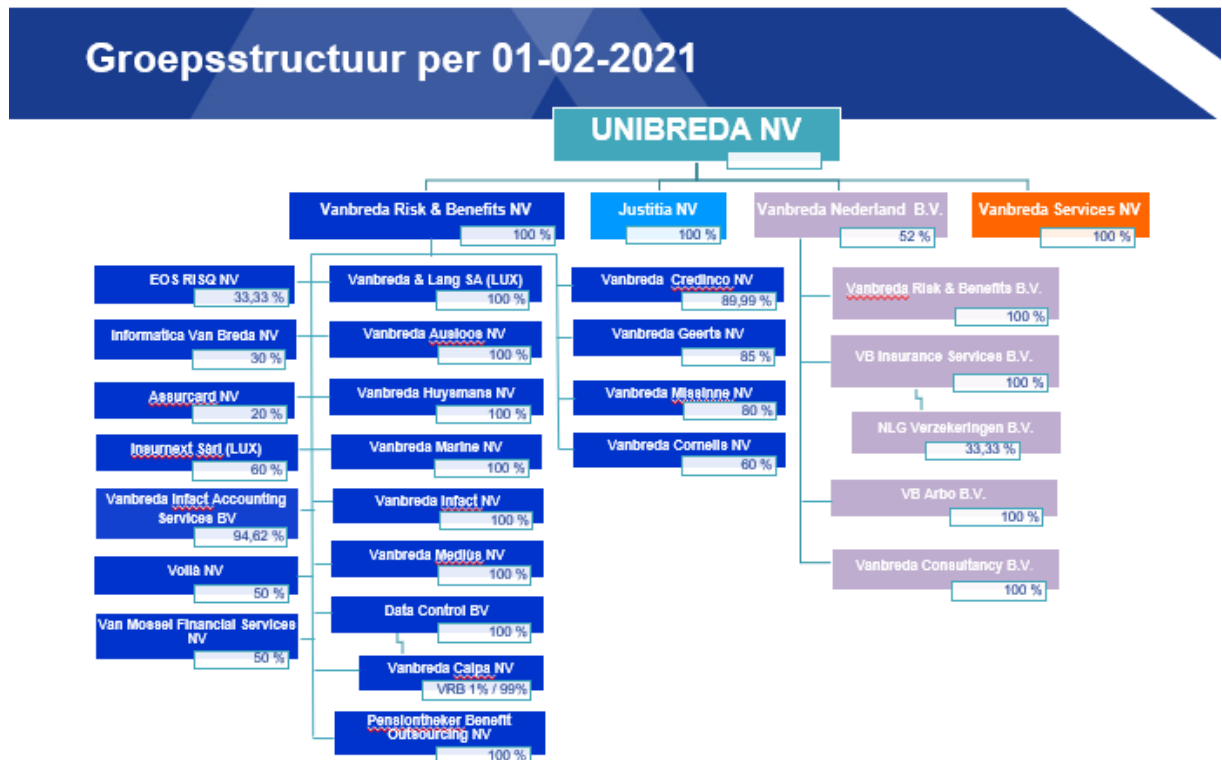 Groepsstructuur per 01-02-2021
UNIBREDA NV
Vanbreda Risk & Benefits NV
100 %
Justitia NV
100 %
Vanbreda Nederland B.V.
52 %
Vanbreda Services NV
100 %
EOS RISQ NV
33,33 %
Informatica Van Breda NV
30 %
Assurcard NV
20 %
Insurnext Sàrl (LUX)
60 %
Vanbreda Infact Accounting
Services BV
94,62 %
Voilà NV
50 %
Van Mossel Financial Services
NV
50 %
Vanbreda & Lang SA (LUX)
100 %
Vanbreda Ausloos NV
100 %
Vanbreda Huysmans NV
100 %
Vanbreda Marine NV
100 %
Vanbreda Infact NV
100 %
Vanbreda Medius NV
100 %
Data Control BV
100 %
Vanbreda Calpa NV
VRB 1% / 99%
Pensiontheker Benefit
Outsourcing NV
100 %
Vanbreda Credinco NV
89,99 %
Vanbreda Geerts NV
85 %
Vanbreda Missinne NV
80 %
Vanbreda Cornelis NV
60 %
Vanbreda Risk & Benefits B.V.
100 %
VB Insurance Services B.V.
100 %
NLG Verzekeringen B.V.
33,33 %
VB Arbo B.V.
100 %
Vanbreda Consultancy B.V.
100 %